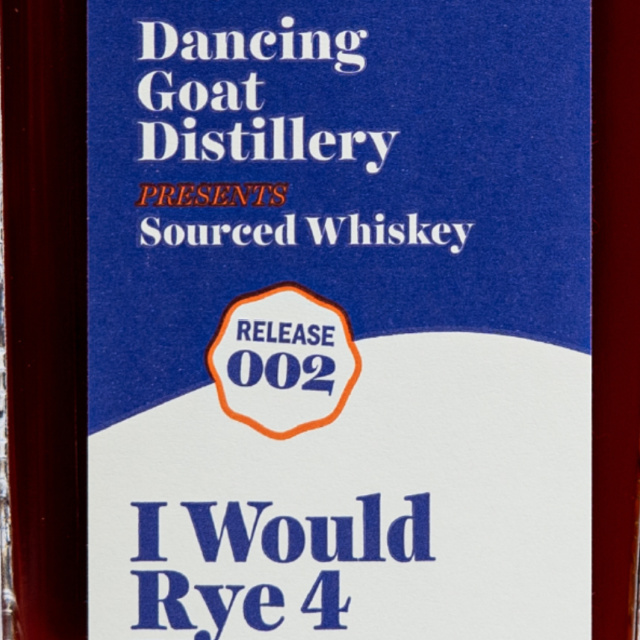 Dancing
Goat
Distillery
PRESENTS
Sourced Whiskey
RELEASE
002
I Would
Rye 4